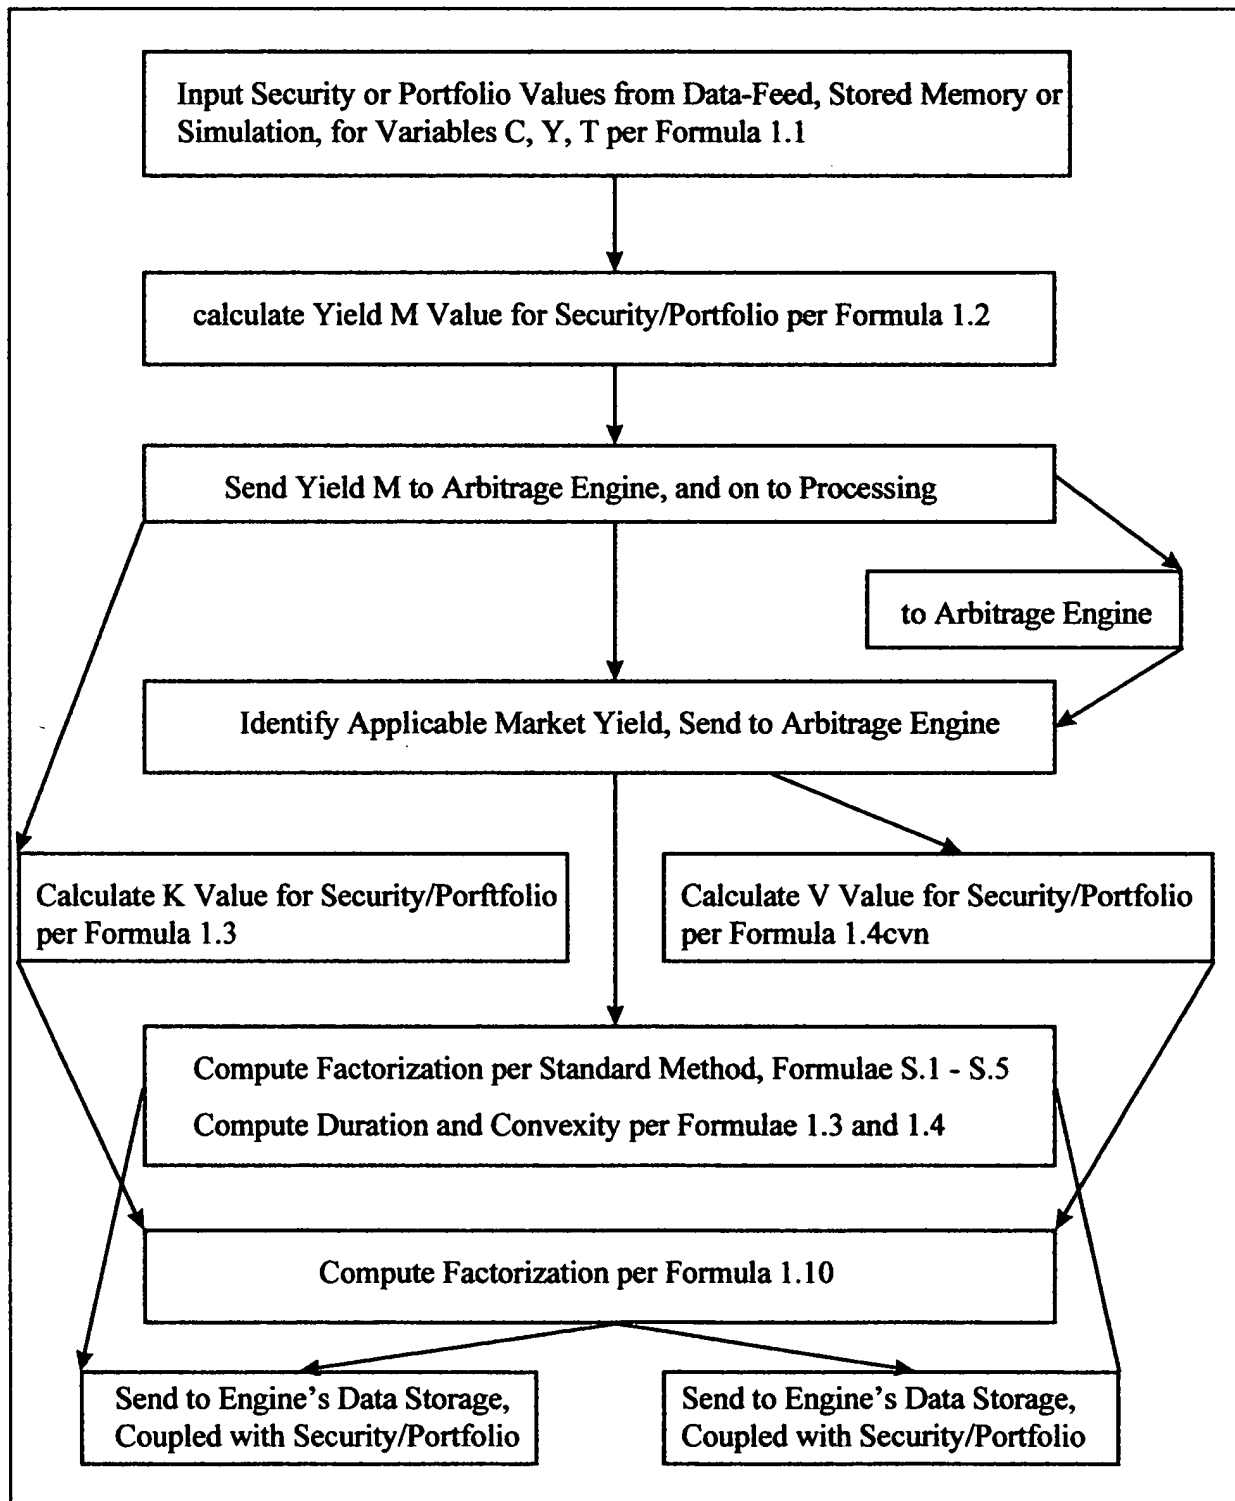 Input Security or Portfolio Values from Data-Feed, Stored Memory or
Simulation, for Variables C, Y, T per Formula 1.1
calculate Yield M Value for Security/Portfolio per Formula 1.2
Send Yield M to Arbitrage Engine, and on to Processing
to Arbitrage Engine
Identify Applicable Market Yield, Send to Arbitrage Engine
Calculate K Value for Security/Porftfolio
per Formula 1.3
Calculate V Value for Security/Portfolio
per Formula 1.4cvn
Compute Factorization per Standard Method, Formulae S.1 - S.5
Compute Duration and Convexity per Formulae 1.3 and 1.4
Compute Factorization per Formula 1.10
Send to Engine's Data Storage,
Coupled with Security/Portfolio
Send to Engine's Data Storage,
Coupled with Security/Portfolio